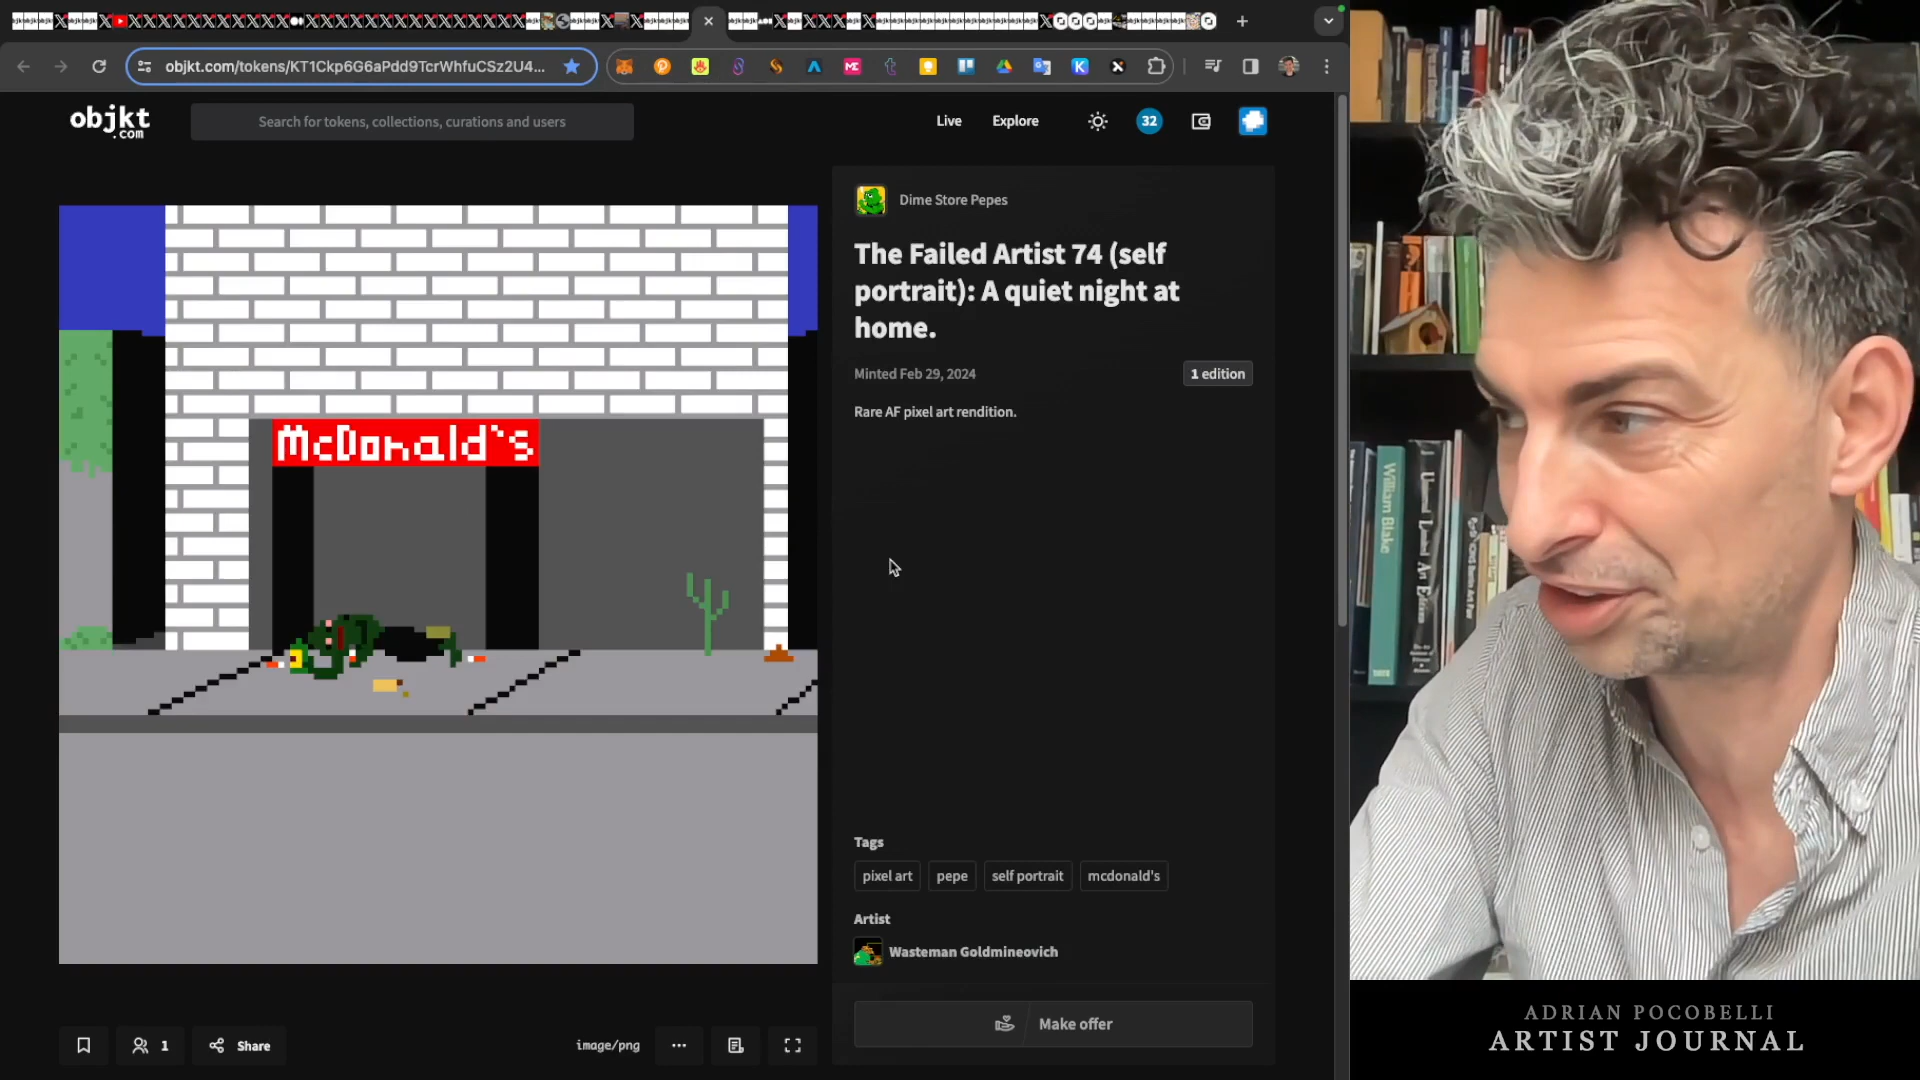 objkt.com/tokens/KT1Ckp6G6aPdd9TcrWhfuCSz2U4...
objkt
.com
Search for tokens, collections, curations and users
Live
Explore
32
Dime Store Pepes
The Failed Artist 74 (self
portrait): A quiet night at
home.
Minted Feb 29, 2024
1 edition
Rare AF pixel art rendition.
McDonald's
Tags
pixel art
pepe
self portrait
mcdonald's
Artist
Wasteman Goldmineovich
Make offer
1
Share
image/png
William Blake
ADRIAN POCOBELLI
ARTIST JOURNAL